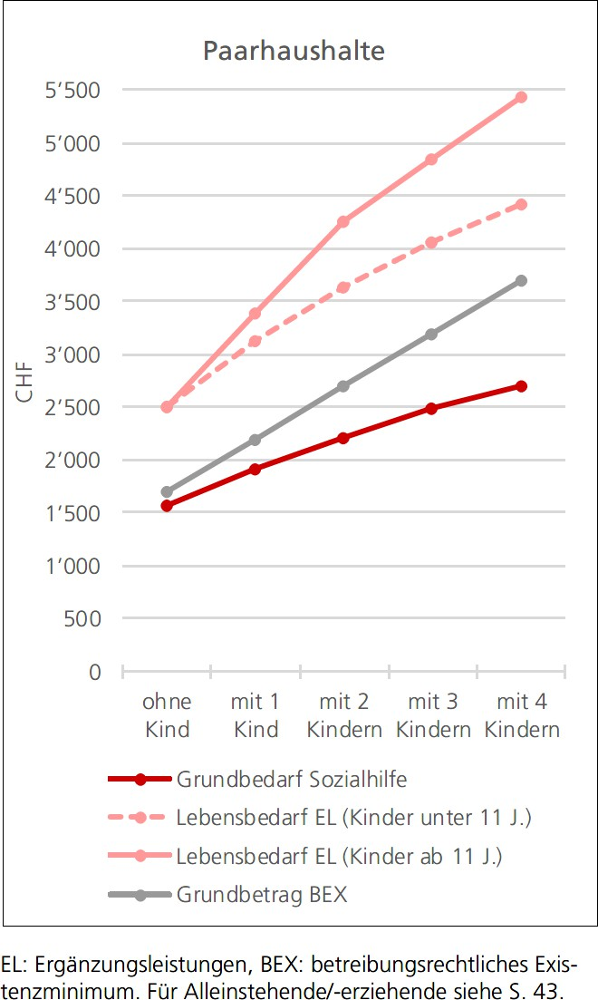 Paarhaushalte
5’500
5’000
4’500
4’000
3’500
3’000
2’500
2’000
1’500
1’000
500
0
CHF
ohne mit 1 mit 2 mit 3 mit 4
Kind Kind Kindern Kindern Kindern
Grundbedarf Sozialhilfe
Lebensbedarf EL (Kinder unter 11 J.)
Lebensbedarf EL (Kinder ab 11 J.)
Grundbetrag BEX
EL: Ergänzungsleistungen, BEX: betreibungsrechtliches Exis-
tenzminimum. Für Alleinstehende/-erziehende siehe S. 43.